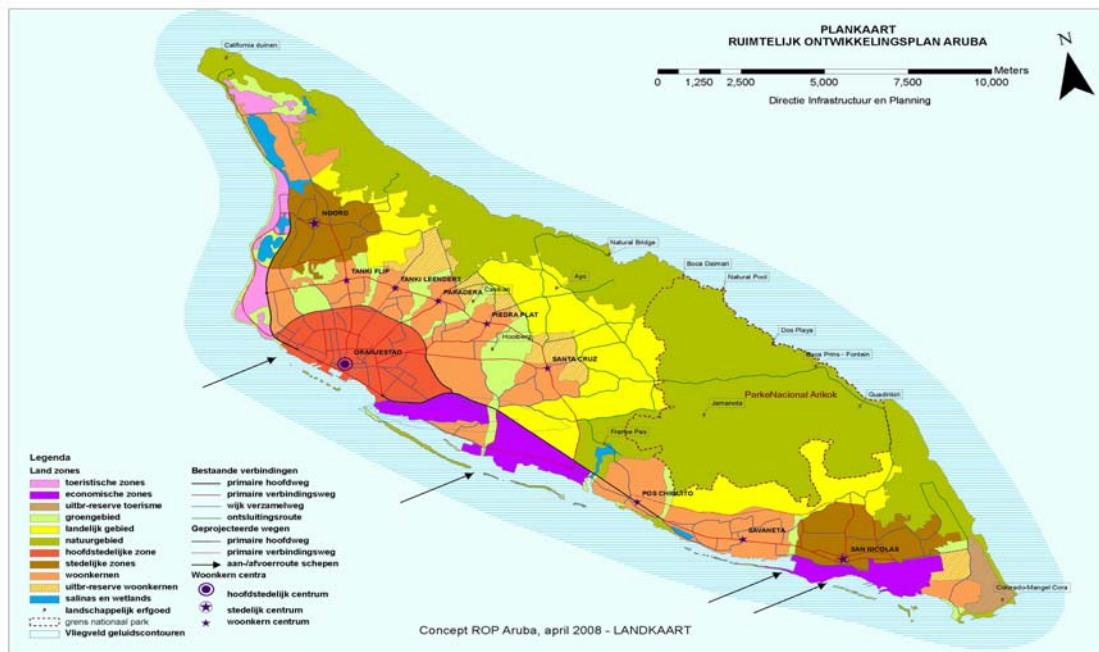 PLANKAART
RUIMTELIJK ONTWIKKELINGSPLAN ARUBA
Meters
0 1,250 2,500 5,000 7,500 10,000
Directie Infrastructuur en Planning
N
California duinen
NOORD
Natural Bridge
Boca Daimari
Natural Pool
TANKI FLIP
TANKI LEENDERT
Ayo
PARADERA
Casibari
PIEDRA PLAT
Hooiberg
Dos Playa
ORANJESTAD
SANTA CRUZ
Boca Prins - Fontein
Parke Nacional Arikok
Quadirikiri
Jamanota
Franse Pas
POS CHIQUITO
SAVANETA
SAN NICOLAS
Colorado-Mangel Cora
Legenda
Land zones
toeristische zones
economische zones
uitbr-reserve toerisme
groengebied
landelijk gebied
natuurgebied
hoofdstedelijke zone
stedelijke zones
woonkernen
uitbr-reserve woonkernen
salinas en wetlands
landschappelijk erfgoed
grens nationaal park
Vliegveld geluidscontouren
Bestaande verbindingen
primaire hoofdweg
primaire verbindingsweg
wijk verzamelweg
ontsluitingsroute
Geprojecteerde wegen
primaire hoofdweg
primaire verbindingsweg
aan-/afvoerroute schepen
Woonkern centra
hoofdstedelijk centrum
stedelijk centrum
woonkern centrum
Concept ROP Aruba, april 2008 - LANDKAART